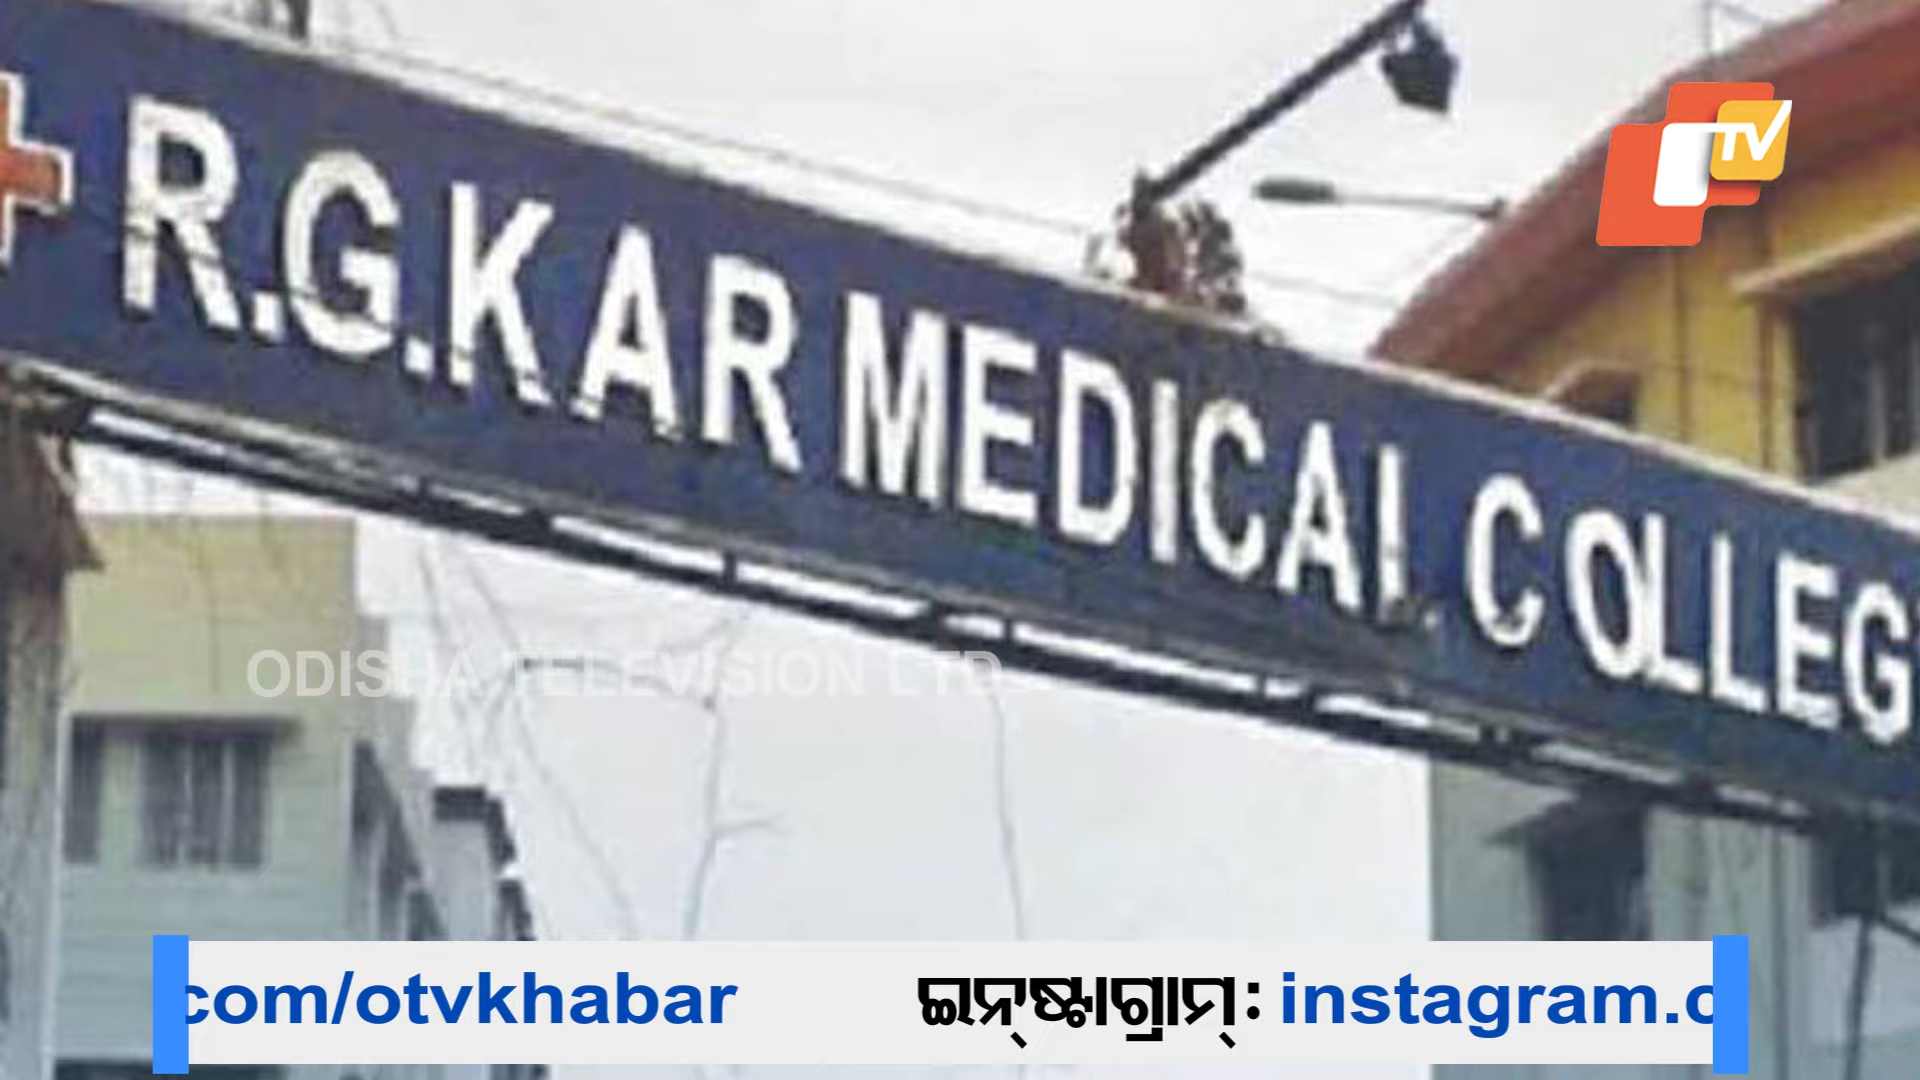 R.G.KAR MEDICAL COLLEG
TV
ODISHA TELEVISION LTD
com/otvkhabar ଇନ୍‌ଷ୍ଟାଗ୍ରାମ୍: instagram.c